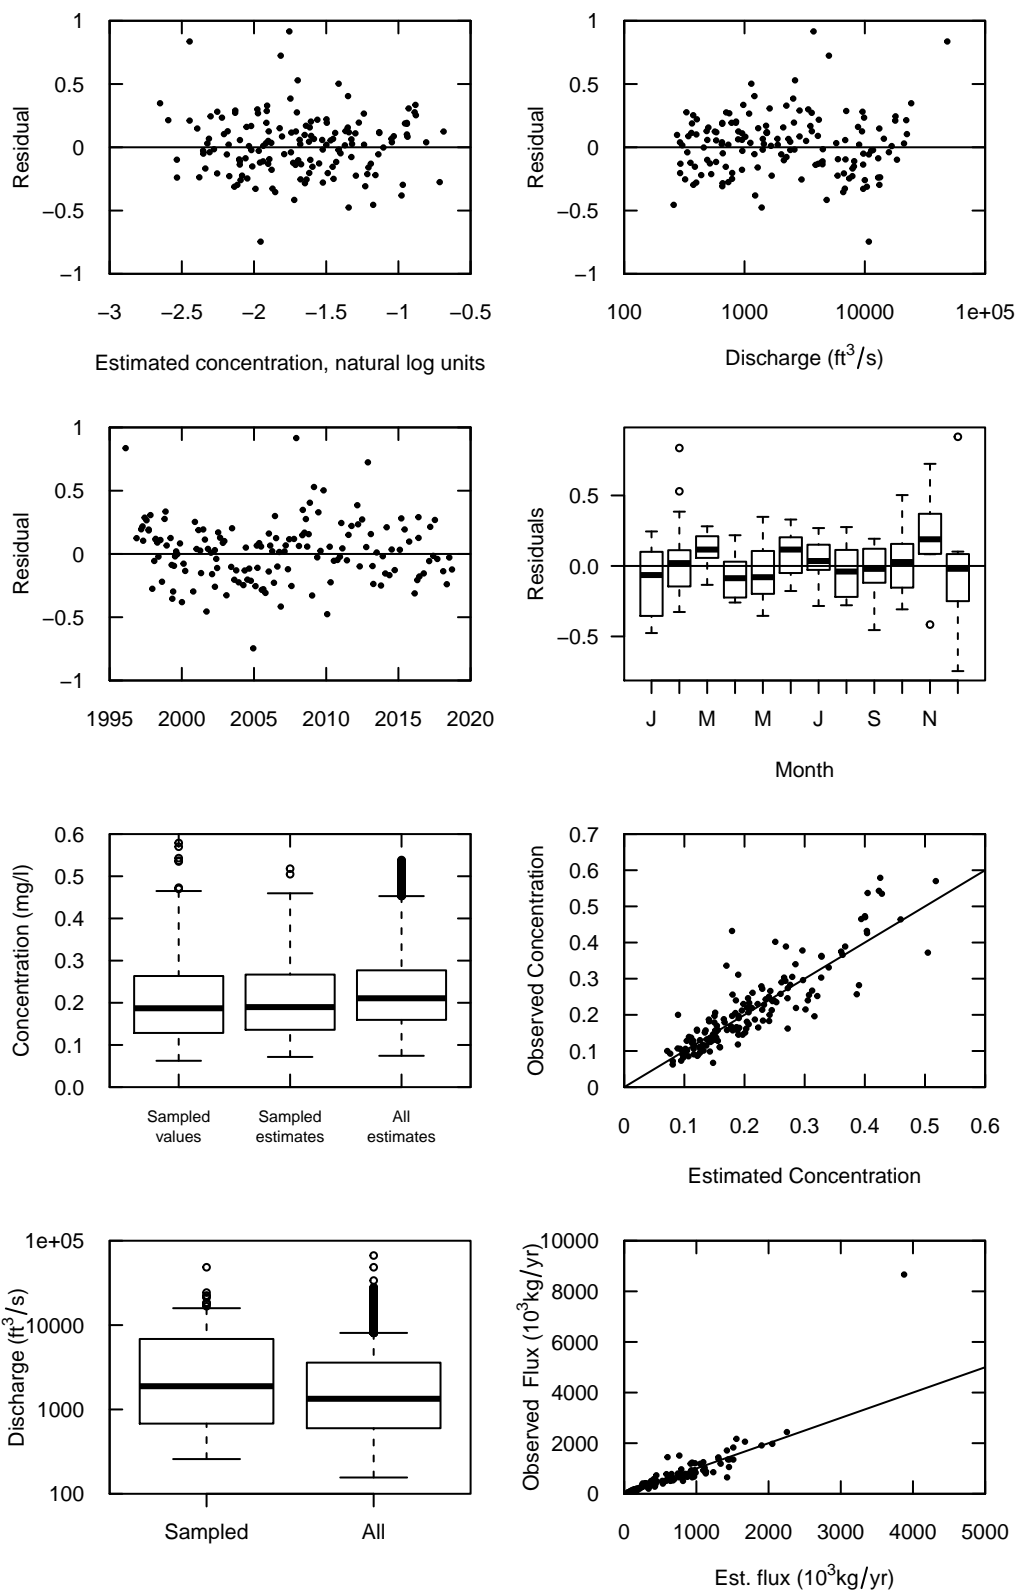 1
0.5
0
−0.5
−1
Residual
−3 −2.5 −2 −1.5 −1 −0.5
Estimated concentration, natural log units
1
0.5
0
−0.5
−1
Residual
100 1000 10000 1e+05
Discharge (ft3/s)
1
0.5
0
−0.5
−1
Residual
1995 2000 2005 2010 2015 2020
0.5
0.0
−0.5
Residuals
J M M J S N
Month
0.6
0.5
0.4
0.3
0.2
0.1
0.0
Concentration (mg/l)
Sampled values
Sampled estimates
All estimates
0.7
0.6
0.5
0.4
0.3
0.2
0.1
0
Observed Concentration
0 0.1 0.2 0.3 0.4 0.5 0.6
Estimated Concentration
1e+05
10000
1000
100
Discharge (ft3/s)
Sampled All
10000
8000
6000
4000
2000
0
Observed Flux (103kg/yr)
0 1000 2000 3000 4000 5000
Est. flux (103kg/yr)